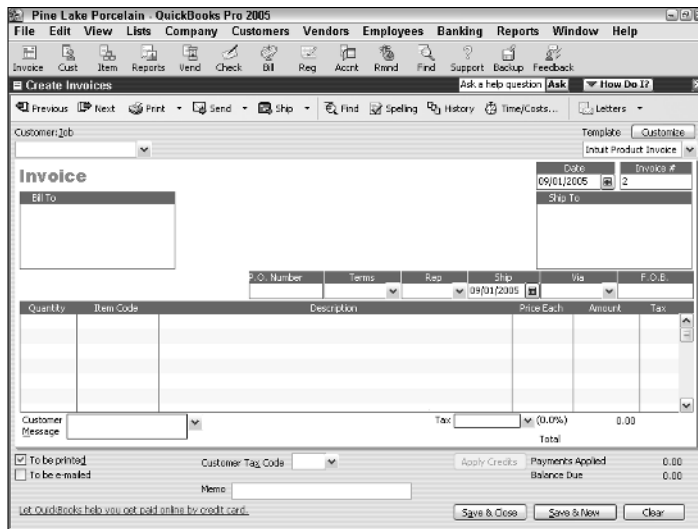 Pine Lake Porcelain - QuickBooks Pro 2005
File Edit View Lists Company Customers Vendors Employees Banking Reports Window Help
Invoice Cust Item Reports Vend Check Bill Reg Accnt Rmnd Find Support Backup Feedback
Create Invoices Ask a help question Ask How Do I?
Previous Next Print Send Ship Find Spelling History Time/Costs... Letters
Customer:Job Template Customize
Intuit Product Invoice
Invoice Date Invoice #
09/01/2005 2
Bill To Ship To
P.O. Number Terms Rep Ship Via F.O.B.
09/01/2005
Quantity Item Code Description Price Each Amount Tax
Customer Message Tax (0.0%) 0.00
Total
To be printed Customer Tax Code Apply Credits Payments Applied 0.00
To be e-mailed Balance Due 0.00
Memo
Let QuickBooks help you get paid online by credit card. Save & Close Save & New Clear